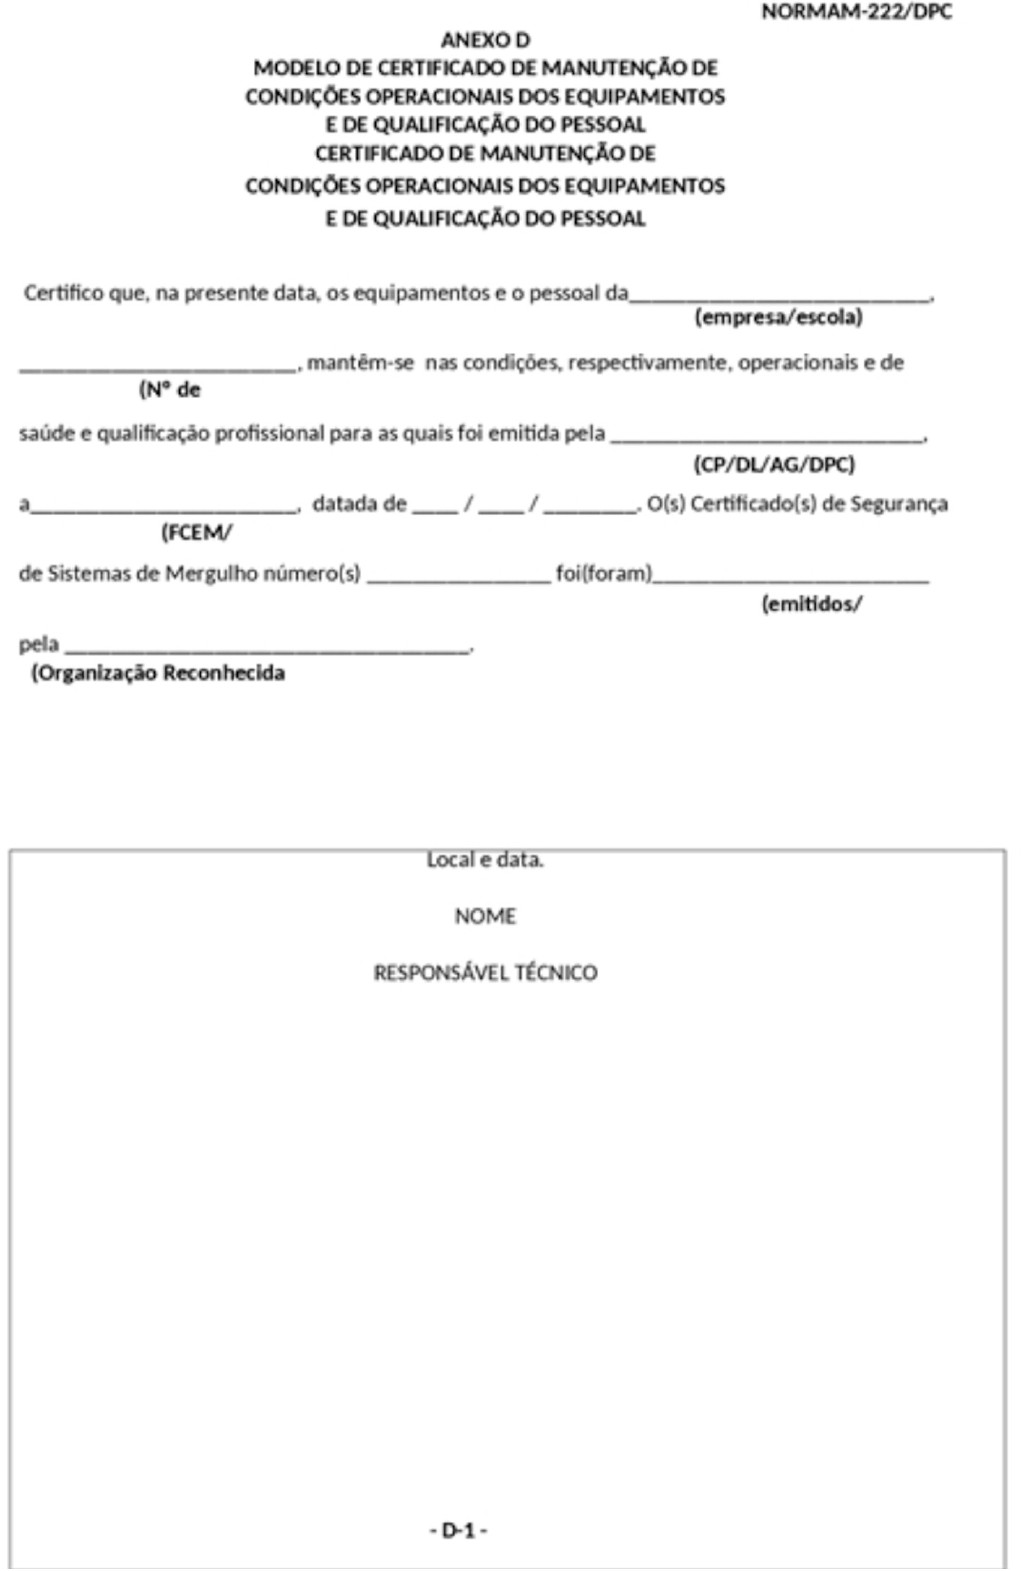 NORMAM-222/DPC
ANEXO D
MODELO DE CERTIFICADO DE MANUTENÇÃO DE
CONDIÇÕES OPERACIONAIS DOS EQUIPAMENTOS
E DE QUALIFICAÇÃO DO PESSOAL
CERTIFICADO DE MANUTENÇÃO DE
CONDIÇÕES OPERACIONAIS DOS EQUIPAMENTOS
E DE QUALIFICAÇÃO DO PESSOAL
Certifico que, na presente data, os equipamentos e o pessoal da__________________________,
(empresa/escola)
________________________, mantêm-se nas condições, respectivamente, operacionais e de
(Nº de
saúde e qualificação profissional para as quais foi emitida pela ___________________________,
(CP/DL/AG/DPC)
a_______________________, datada de ____ / ____ / ________. O(s) Certificado(s) de Segurança
(FCEM/
de Sistemas de Mergulho número(s) ________________ foi(foram)________________________
(emitidos/
pela ___________________________________.
(Organização Reconhecida
Local e data.
NOME
RESPONSÁVEL TÉCNICO
- D-1 -